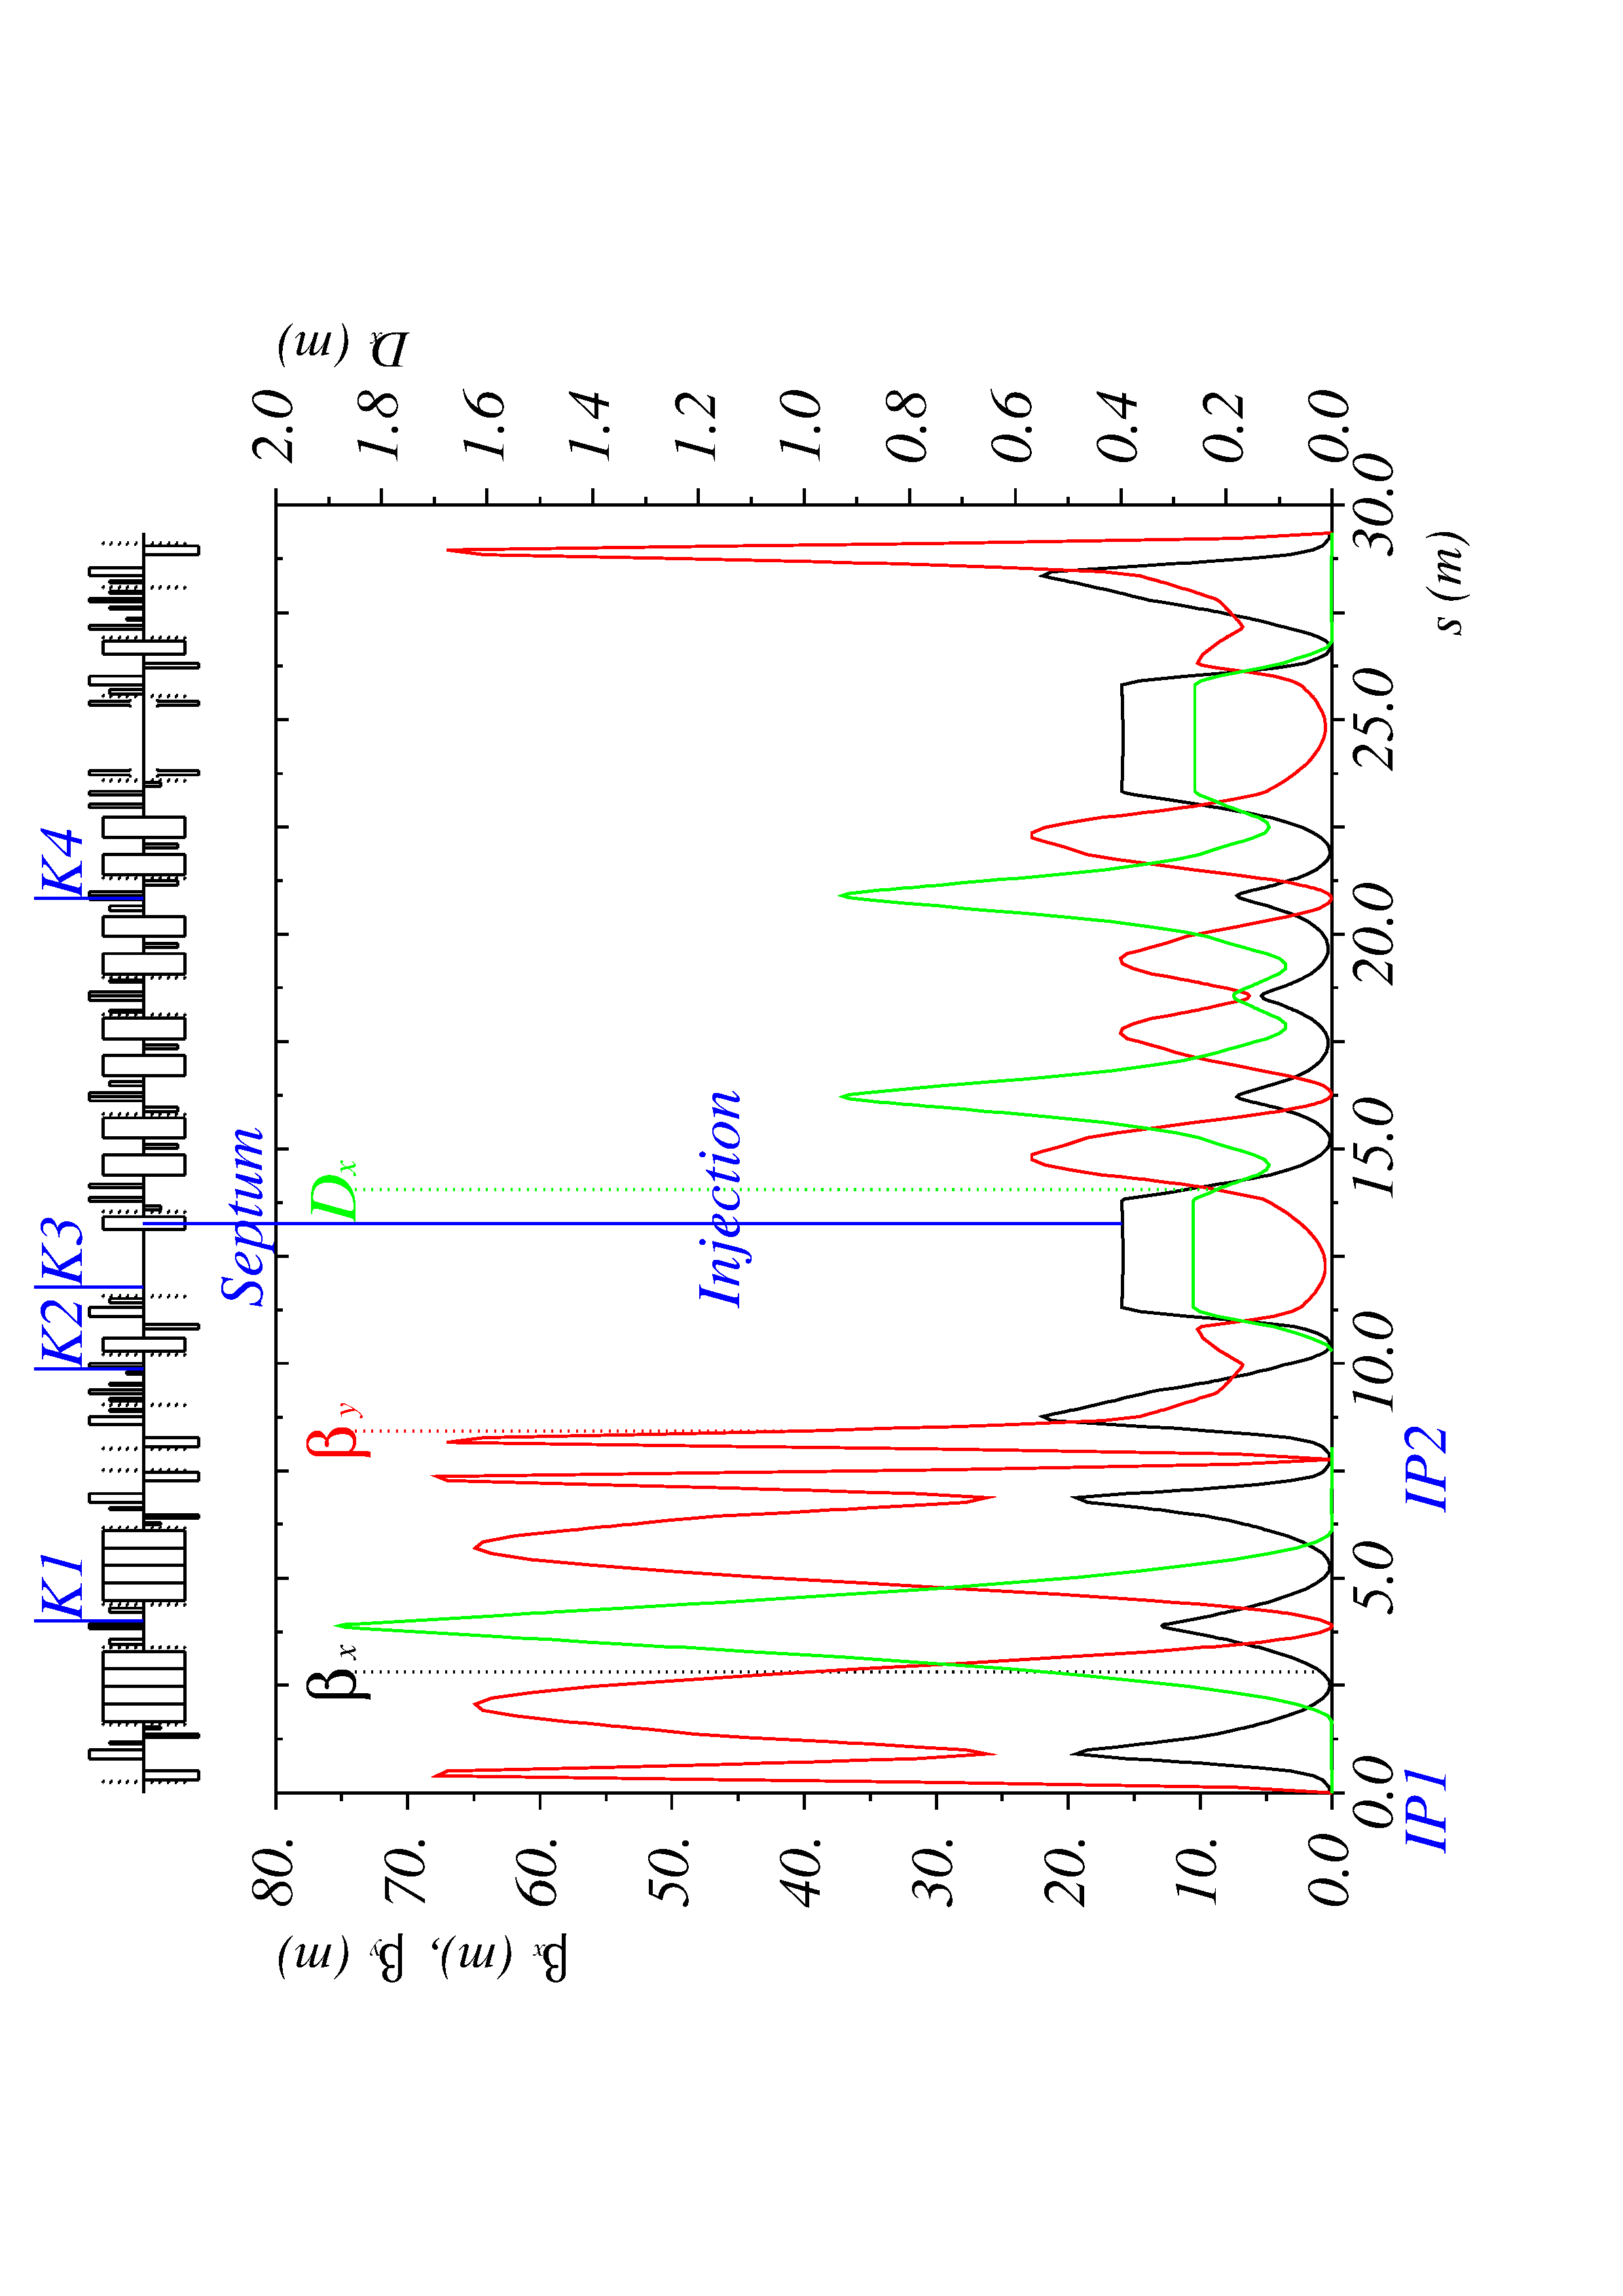 K1 K2 K3 K4
Septum
βx βy Dx
Injection
80.
70.
60.
50.
40.
30.
20.
10.
0.0
βx (m), βy (m)
2.0
1.8
1.6
1.4
1.2
1.0
0.8
0.6
0.4
0.2
0.0
Dx (m)
0.0 5.0 10.0 15.0 20.0 25.0 30.0
s (m)
IP1 IP2